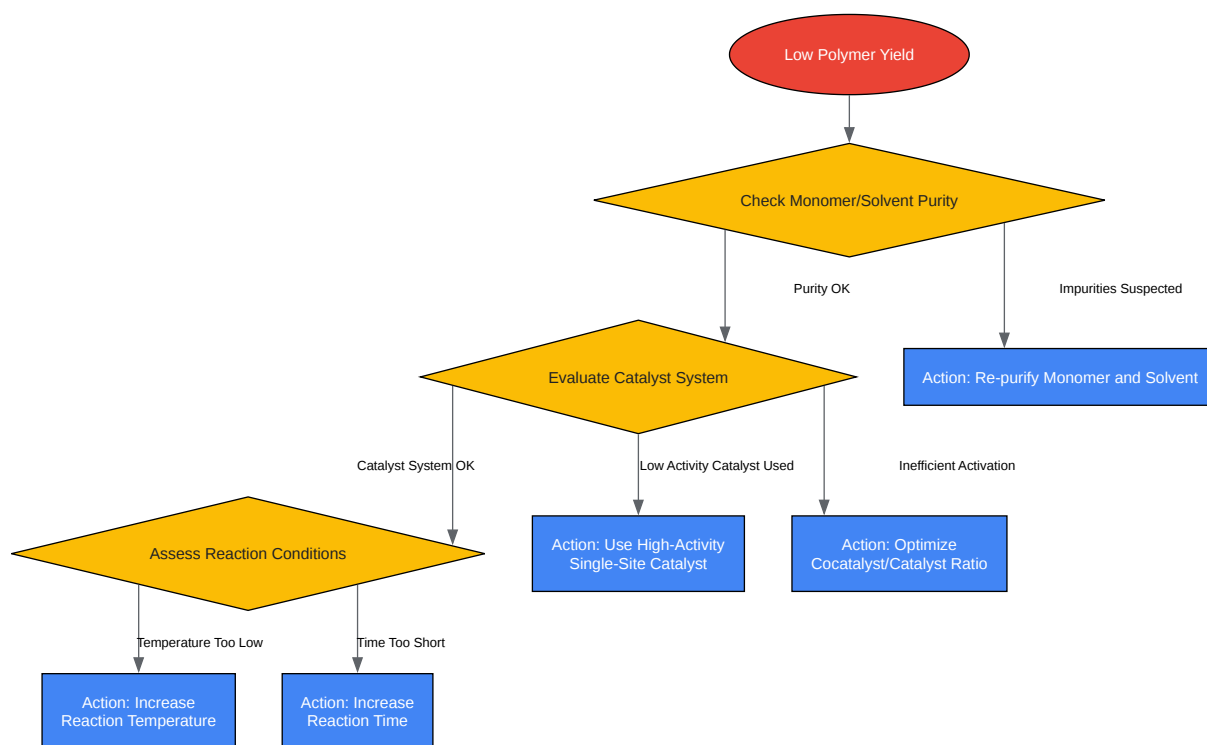 Low Polymer Yield
Check Monomer/Solvent Purity
Purity OK
Impurities Suspected
Evaluate Catalyst System
Action: Re-purify Monomer and Solvent
Catalyst System OK
Low Activity Catalyst Used
Inefficient Activation
Assess Reaction Conditions
Action: Use High-Activity
Single-Site Catalyst
Action: Optimize
Cocatalyst/Catalyst Ratio
Temperature Too Low
Time Too Short
Action: Increase
Reaction Temperature
Action: Increase
Reaction Time